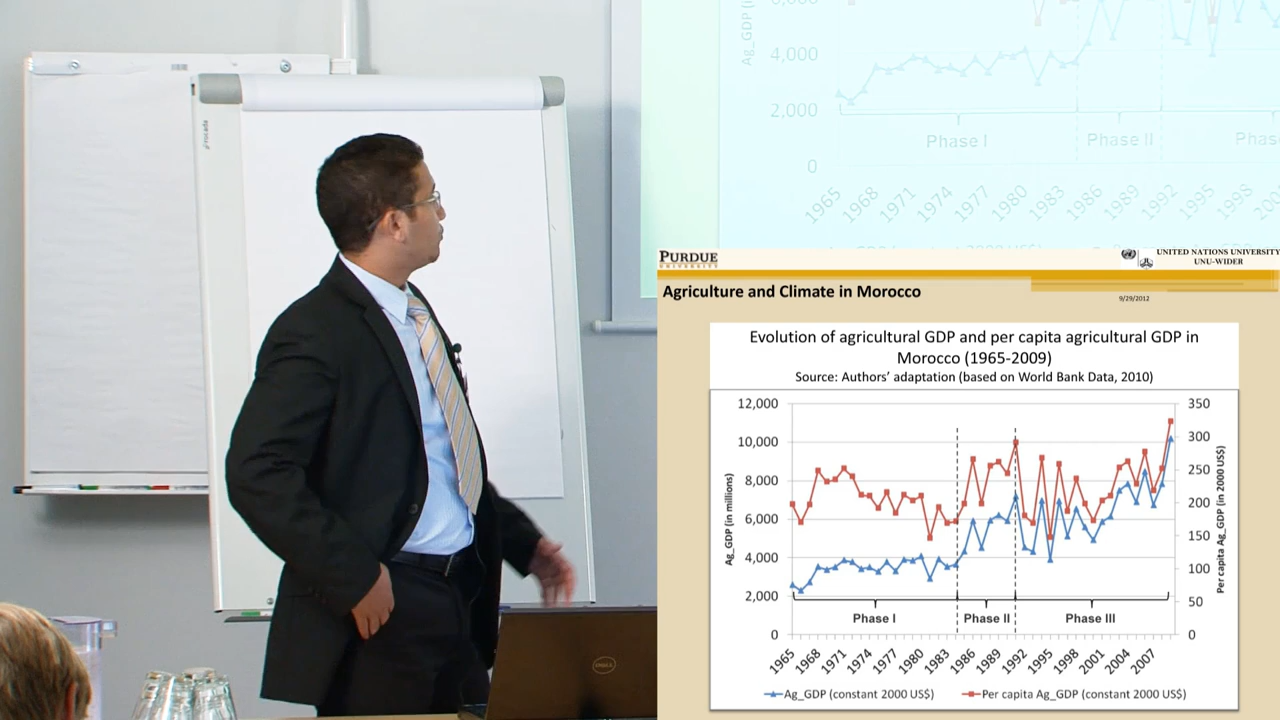 rocada
Ag_GDP (
4,000
2,000
0
Phase I
Phase II
Phas
1965
1968
1971
1974
1977
1980
1983
1986
1989
1992
1995
1998
PURDUE
UNIVERSITY
UNITED NATIONS UNIVERSITY
UNU-WIDER
Agriculture and Climate in Morocco
9/29/2012
Evolution of agricultural GDP and per capita agricultural GDP in
Morocco (1965-2009)
Source: Authors' adaptation (based on World Bank Data, 2010)
Ag_GDP (in millions)
12,000
10,000
8,000
6,000
4,000
2,000
0
350
300
250
200
150
100
50
0
Per capita Ag_GDP (in 2000 US$)
Phase I
Phase II
Phase III
1965
1968
1971
1974
1977
1980
1983
1986
1989
1992
1995
1998
2001
2004
2007
Ag_GDP (constant 2000 US$)
Per capita Ag_GDP (constant 2000 US$)
DELL